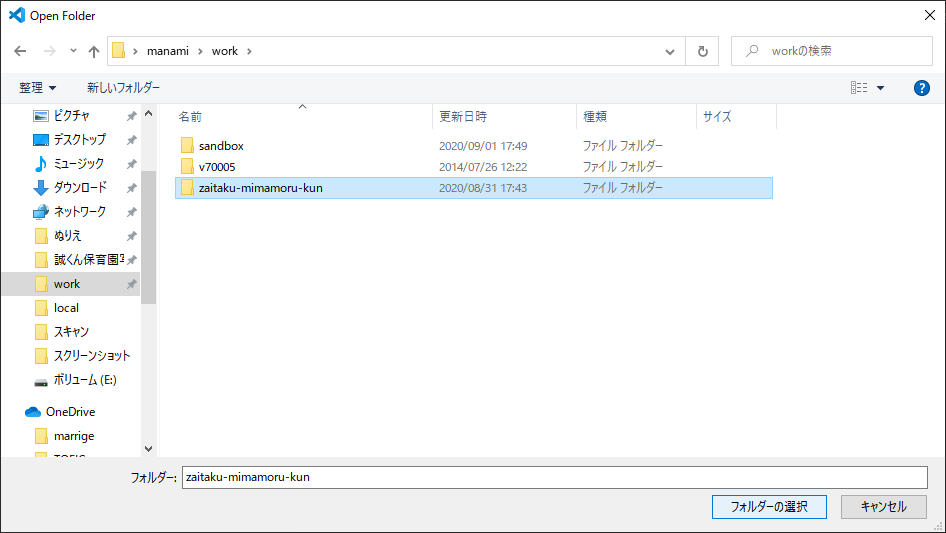 Open Folder
manami › work ›
workの検索
整理 新しいフォルダー
?
ピクチャ
デスクトップ
ミュージック
ダウンロード
ネットワーク
ぬりえ
誠くん保育園写
work
local
スキャン
スクリーンショット
ボリューム (E:)
OneDrive
marrige
TOEIC
名前 更新日時 種類 サイズ
sandbox 2020/09/01 17:49 ファイル フォルダー
v70005 2014/07/26 12:22 ファイル フォルダー
zaitaku-mimamoru-kun 2020/08/31 17:43 ファイル フォルダー
フォルダー: zaitaku-mimamoru-kun
フォルダーの選択 キャンセル